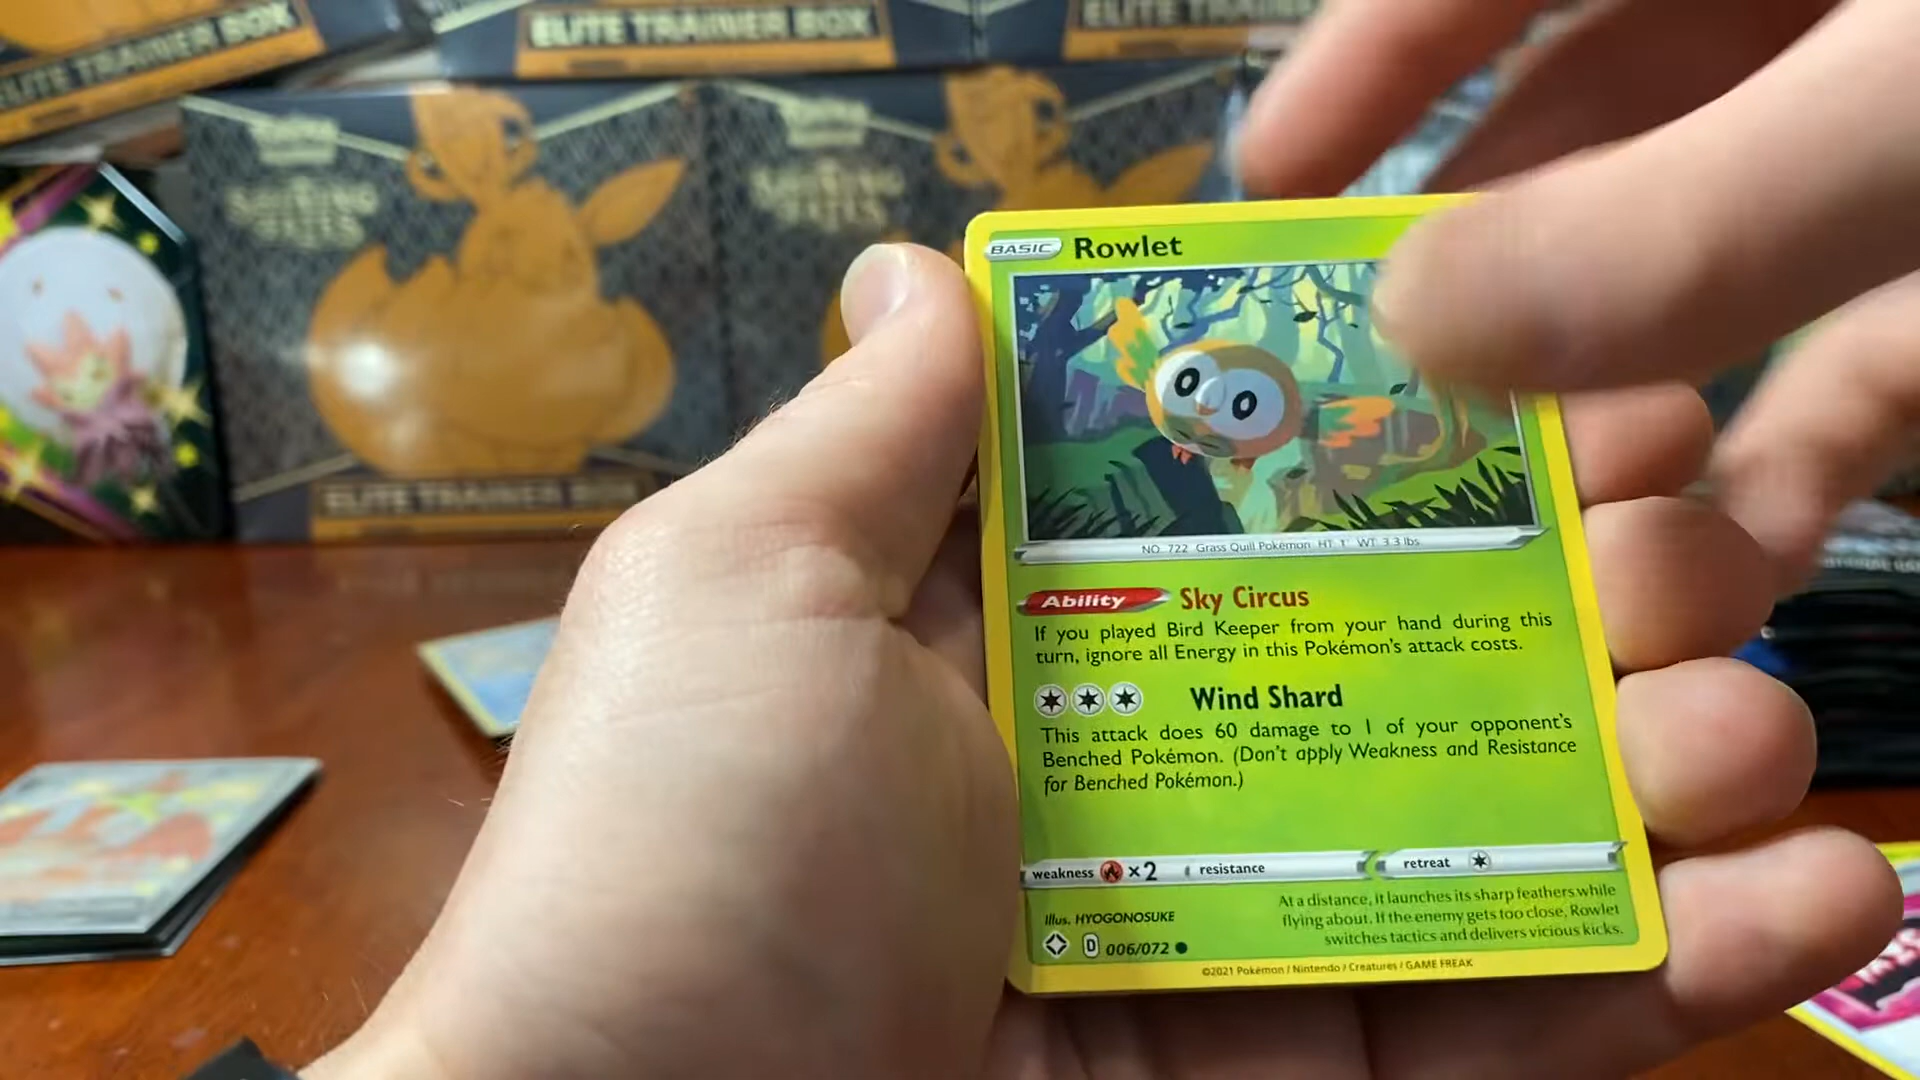 ELITE TRAINER BOX
ELITE TRAINER BOX
ELITE TRAINER
Pokémon
SHINING
FATES
SHINING
FATES
ELITE TRAINER BOX
BASIC Rowlet
NO. 722 Grass Quill Pokémon HT 1' WT 3.3 lbs
Ability Sky Circus
If you played Bird Keeper from your hand during this
turn, ignore all Energy in this Pokémon's attack costs.
Wind Shard
This attack does 60 damage to 1 of your opponent's
Benched Pokémon. (Don't apply Weakness and Resistance
for Benched Pokémon.)
weakness ×2 resistance retreat
At a distance, it launches its sharp feathers while
flying about. If the enemy gets too close, Rowlet
switches tactics and delivers vicious kicks.
Illus. HYOGONOSUKE
D 006/072
©2021 Pokémon / Nintendo / Creatures / GAME FREAK